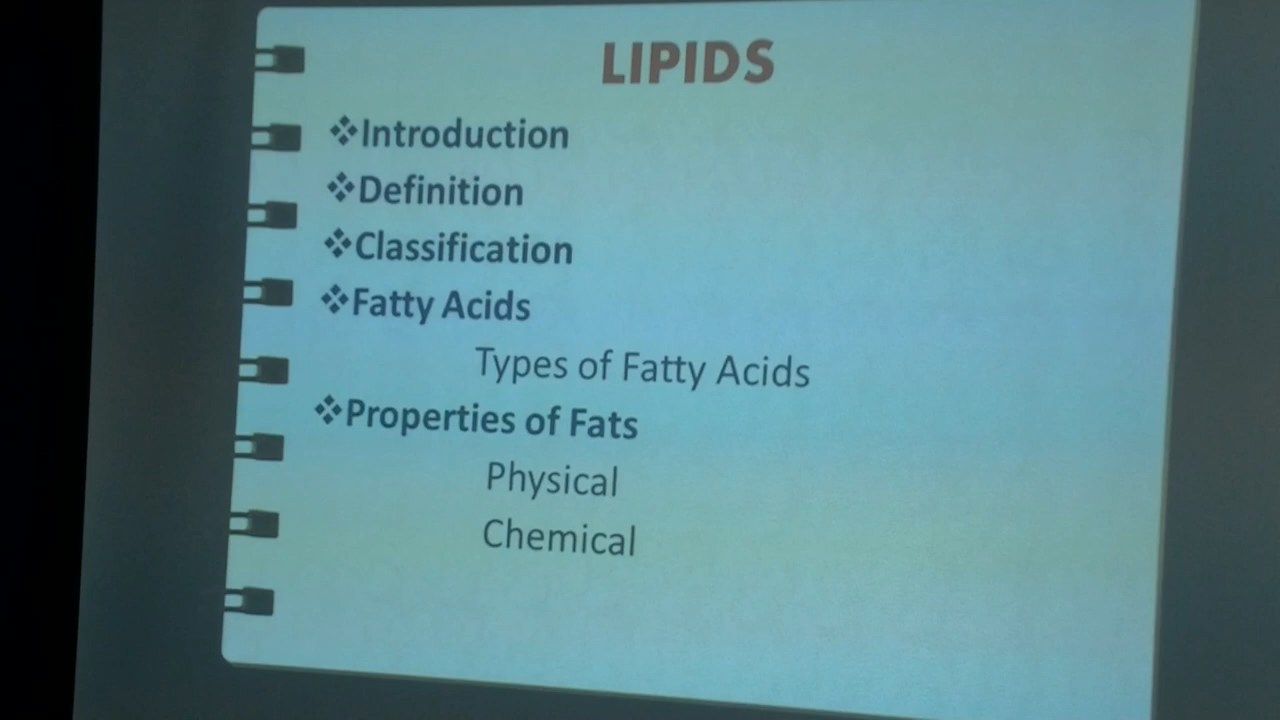 LIPIDS
❖Introduction
❖Definition
❖Classification
❖Fatty Acids
Types of Fatty Acids
❖Properties of Fats
Physical
Chemical